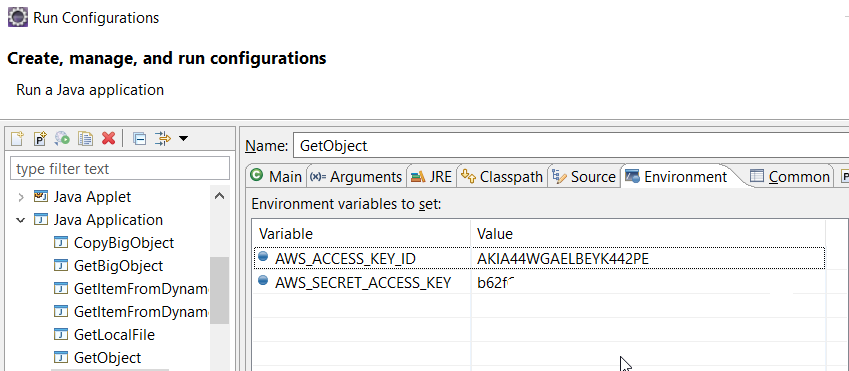 Run Configurations
Create, manage, and run configurations
Run a Java application
type filter text
Java Applet
Java Application
CopyBigObject
GetBigObject
GetItemFromDynam
GetItemFromDynam
GetLocalFile
GetObject
Name: GetObject
Main (x)= Arguments JRE Classpath Source Environment Common P
Environment variables to set:
Variable Value
AWS_ACCESS_KEY_ID AKIA44WGAELBEYK442PE
AWS_SECRET_ACCESS_KEY b62f